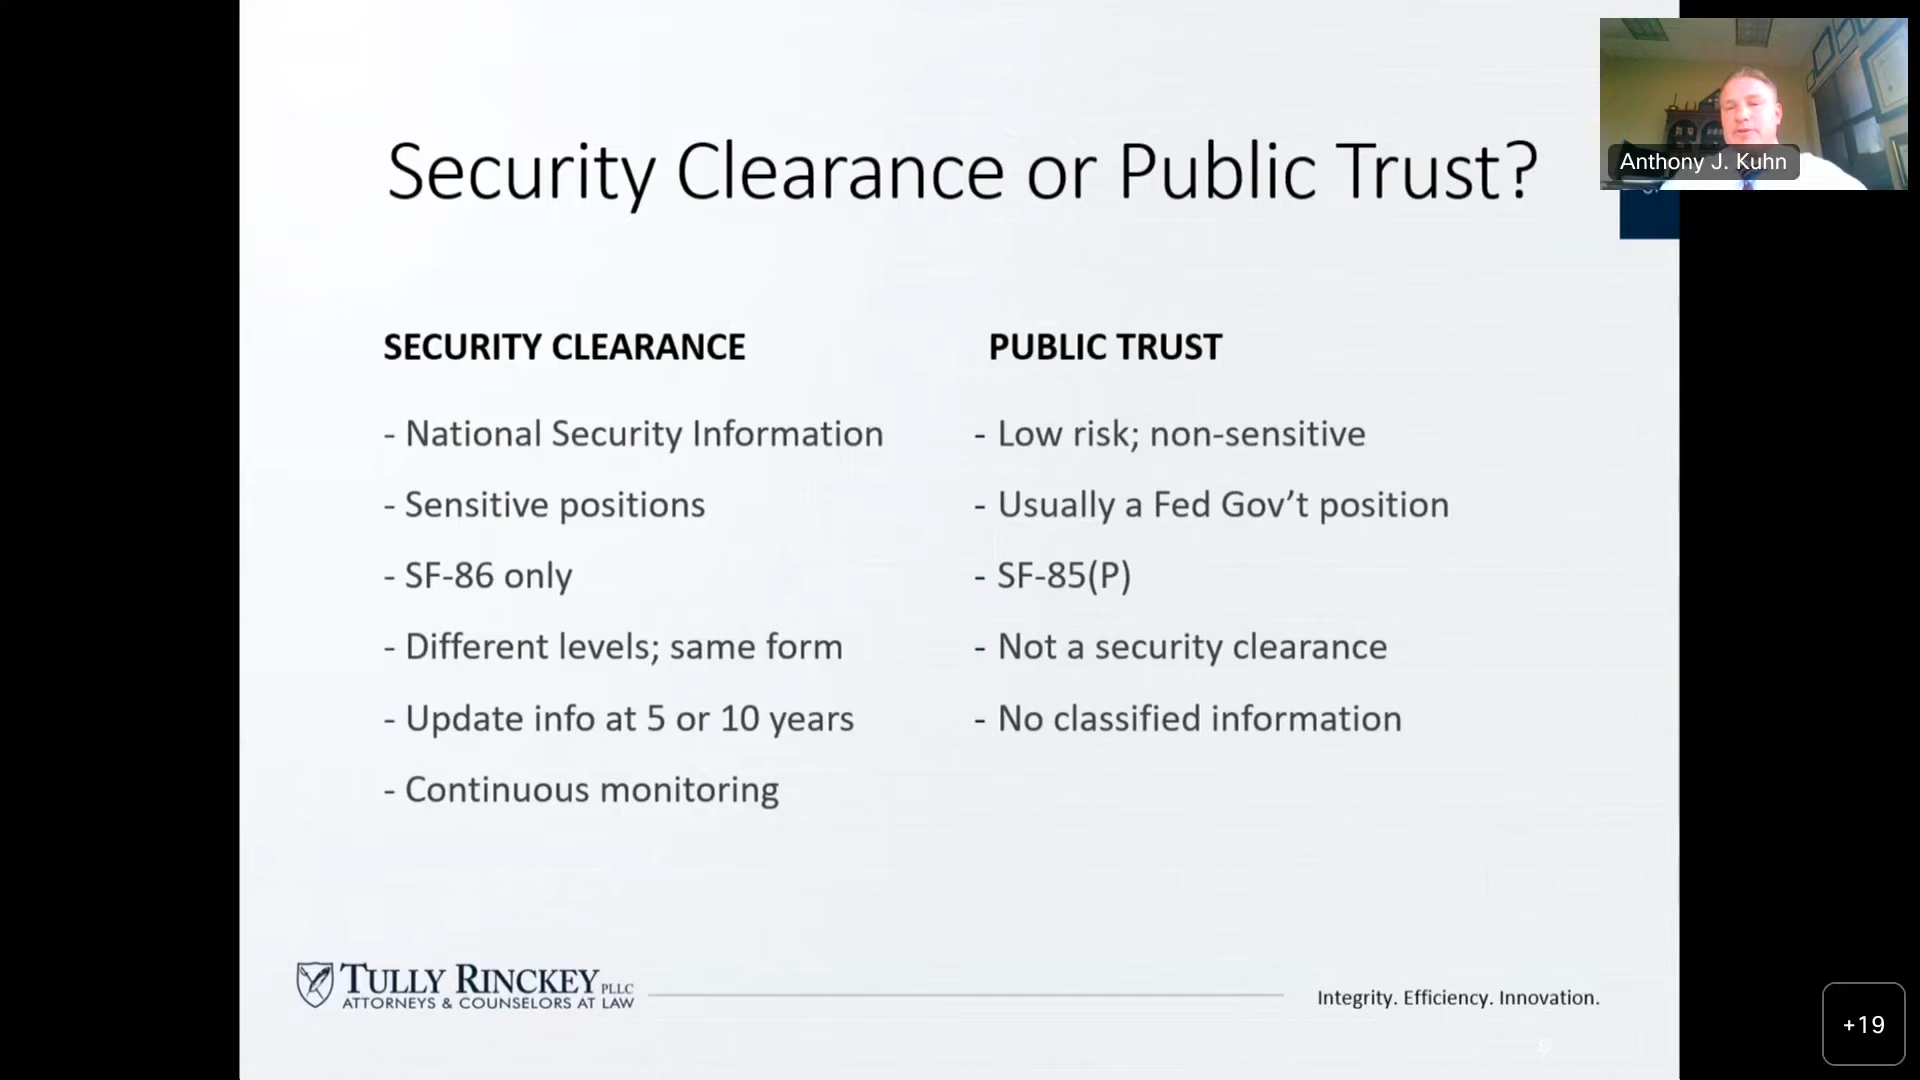 Security Clearance or Public Trust?
Anthony J. Kuhn
SECURITY CLEARANCE
- National Security Information
- Sensitive positions
- SF-86 only
- Different levels; same form
- Update info at 5 or 10 years
- Continuous monitoring
PUBLIC TRUST
- Low risk; non-sensitive
- Usually a Fed Gov’t position
- SF-85(P)
- Not a security clearance
- No classified information
TULLY RINCKEY PLLC
ATTORNEYS & COUNSELORS AT LAW
Integrity. Efficiency. Innovation.
6
+19